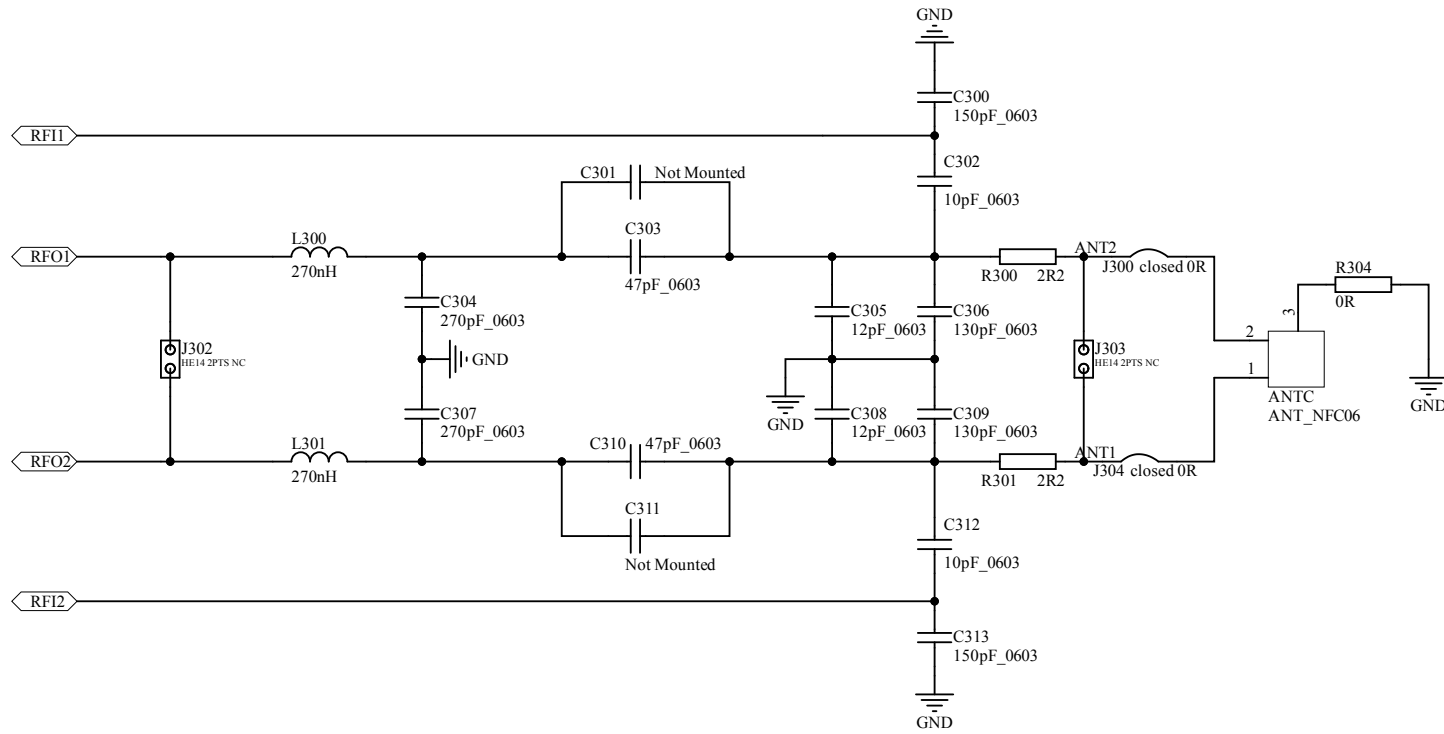 GND
C300
150pF_0603
RFI1
C302
10pF_0603
C301
Not Mounted
C303
47pF_0603
RFO1
L300
270nH
C304
270pF_0603
C305
12pF_0603
C306
130pF_0603
R300
2R2
ANT2
J300 closed 0R
R304
0R
3
2
1
ANTC
ANT_NFC06
GND
J302
HE14 2PTS NC
GND
J303
HE14 2PTS NC
GND
C307
270pF_0603
C308
12pF_0603
C309
130pF_0603
RFO2
L301
270nH
C310
47pF_0603
C311
Not Mounted
R301
2R2
ANT1
J304 closed 0R
C312
10pF_0603
RFI2
C313
150pF_0603
GND